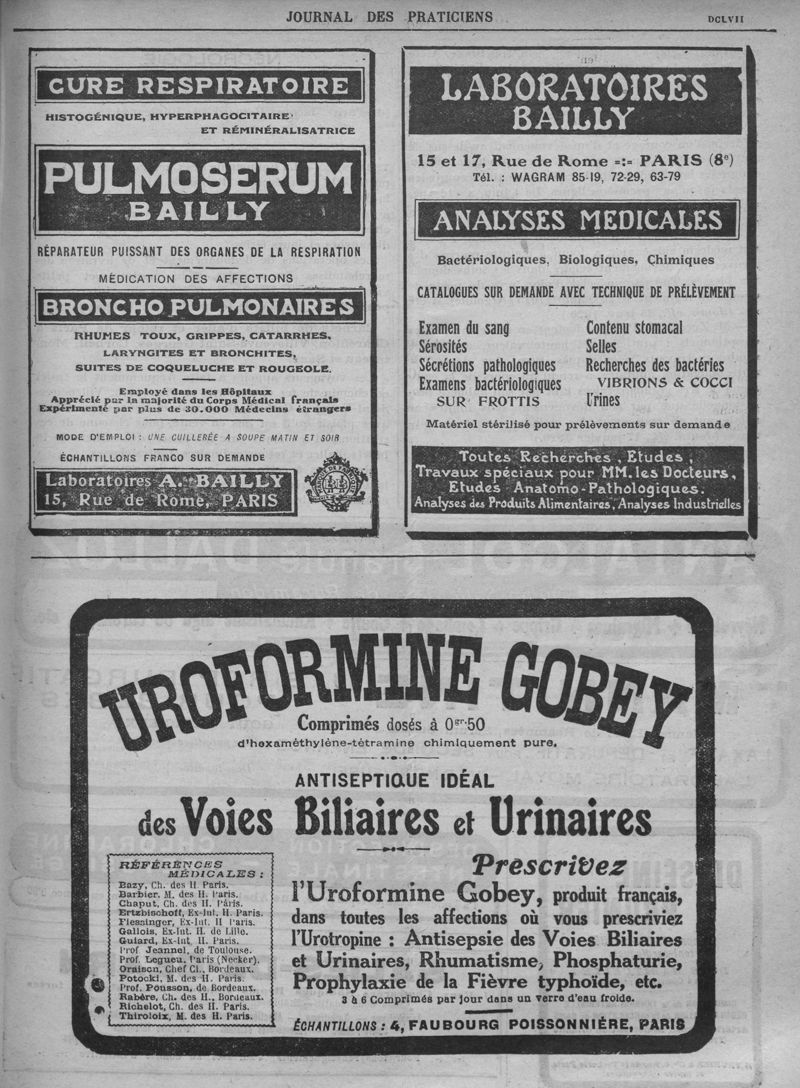 JOURNAL DES PRATICIENS
DCLVII
CURE RESPIRATOIRE
HISTOGÉNIQUE, HYPERPHAGOCITAIRE
ET RÉMINÉRALISATRICE
PULMOSERUM
BAILLY
RÉPARATEUR PUISSANT DES ORGANES DE LA RESPIRATION
MÉDICATION DES AFFECTIONS
BRONCHO PULMONAIRES
RHUMES TOUX, GRIPPES, CATARRHES,
LARYNGITES ET BRONCHITES,
SUITES DE COQUELUCHE ET ROUGEOLE.
Employé dans les Hôpitaux
Apprécié par la majorité du Corps Médical français
Expérimenté par plus de 30.000 Médecins étrangers
MODE D'EMPLOI : UNE CUILLERÉE A SOUPE MATIN ET SOIR
ÉCHANTILLONS FRANCO SUR DEMANDE
Laboratoires A. BAILLY
15, Rue de Rome, PARIS
LABORATOIRES
BAILLY
15 et 17, Rue de Rome =:= PARIS (8e)
Tél. : WAGRAM 85-19, 72-29, 63-79
ANALYSES MEDICALES
Bactériologiques, Biologiques, Chimiques
CATALOGUES SUR DEMANDE AVEC TECHNIQUE DE PRÉLÈVEMENT
Examen du sang
Sérosités
Sécrétions pathologiques
Examens bactériologiques
SUR FROTTIS
Contenu stomacal
Selles
Recherches des bactéries
VIBRIONS & COCCI
Urines
Matériel stérilisé pour prélèvements sur demande
Toutes Recherches, Etudes,
Travaux spéciaux pour MM. les Docteurs,
Etudes Anatomo-Pathologiques.
Analyses des Produits Alimentaires, Analyses Industrielles
UROFORMINE GOBEY
Comprimés dosés à 0gr.50
d'hexaméthylène-tétramine chimiquement pure.
ANTISEPTIQUE IDÉAL
des Voies Biliaires et Urinaires
RÉFÉRENCES
MÉDICALES :
Bazy, Ch. des H. Paris.
Barbier, M. des H. Paris.
Chaput, Ch. des H. Paris.
Ertzbischoff, Ex-Int. H. Paris.
Fiessinger, Ex-Int. H Paris.
Gallois, Ex-Int. H. de Lille.
Guiard, Ex-Int. H. Paris.
Prof Jeannel, de Toulouse.
Prof. Legueu, Paris (Necker).
Oraison, Chef Cl., Bordeaux.
Potocki, M. des H. Paris.
Prof. Pousson, de Bordeaux.
Rabère, Ch. des H., Bordeaux.
Richelot, Ch. des H. Paris.
Thiroloix, M. des H. Paris.
Prescrivez
l'Uroformine Gobey, produit français,
dans toutes les affections où vous prescriviez
l'Urotropine : Antisepsie des Voies Biliaires
et Urinaires, Rhumatisme, Phosphaturie,
Prophylaxie de la Fièvre typhoïde, etc.
3 à 6 Comprimés par jour dans un verre d'eau froide.
ÉCHANTILLONS : 4, FAUBOURG POISSONNIÈRE, PARIS